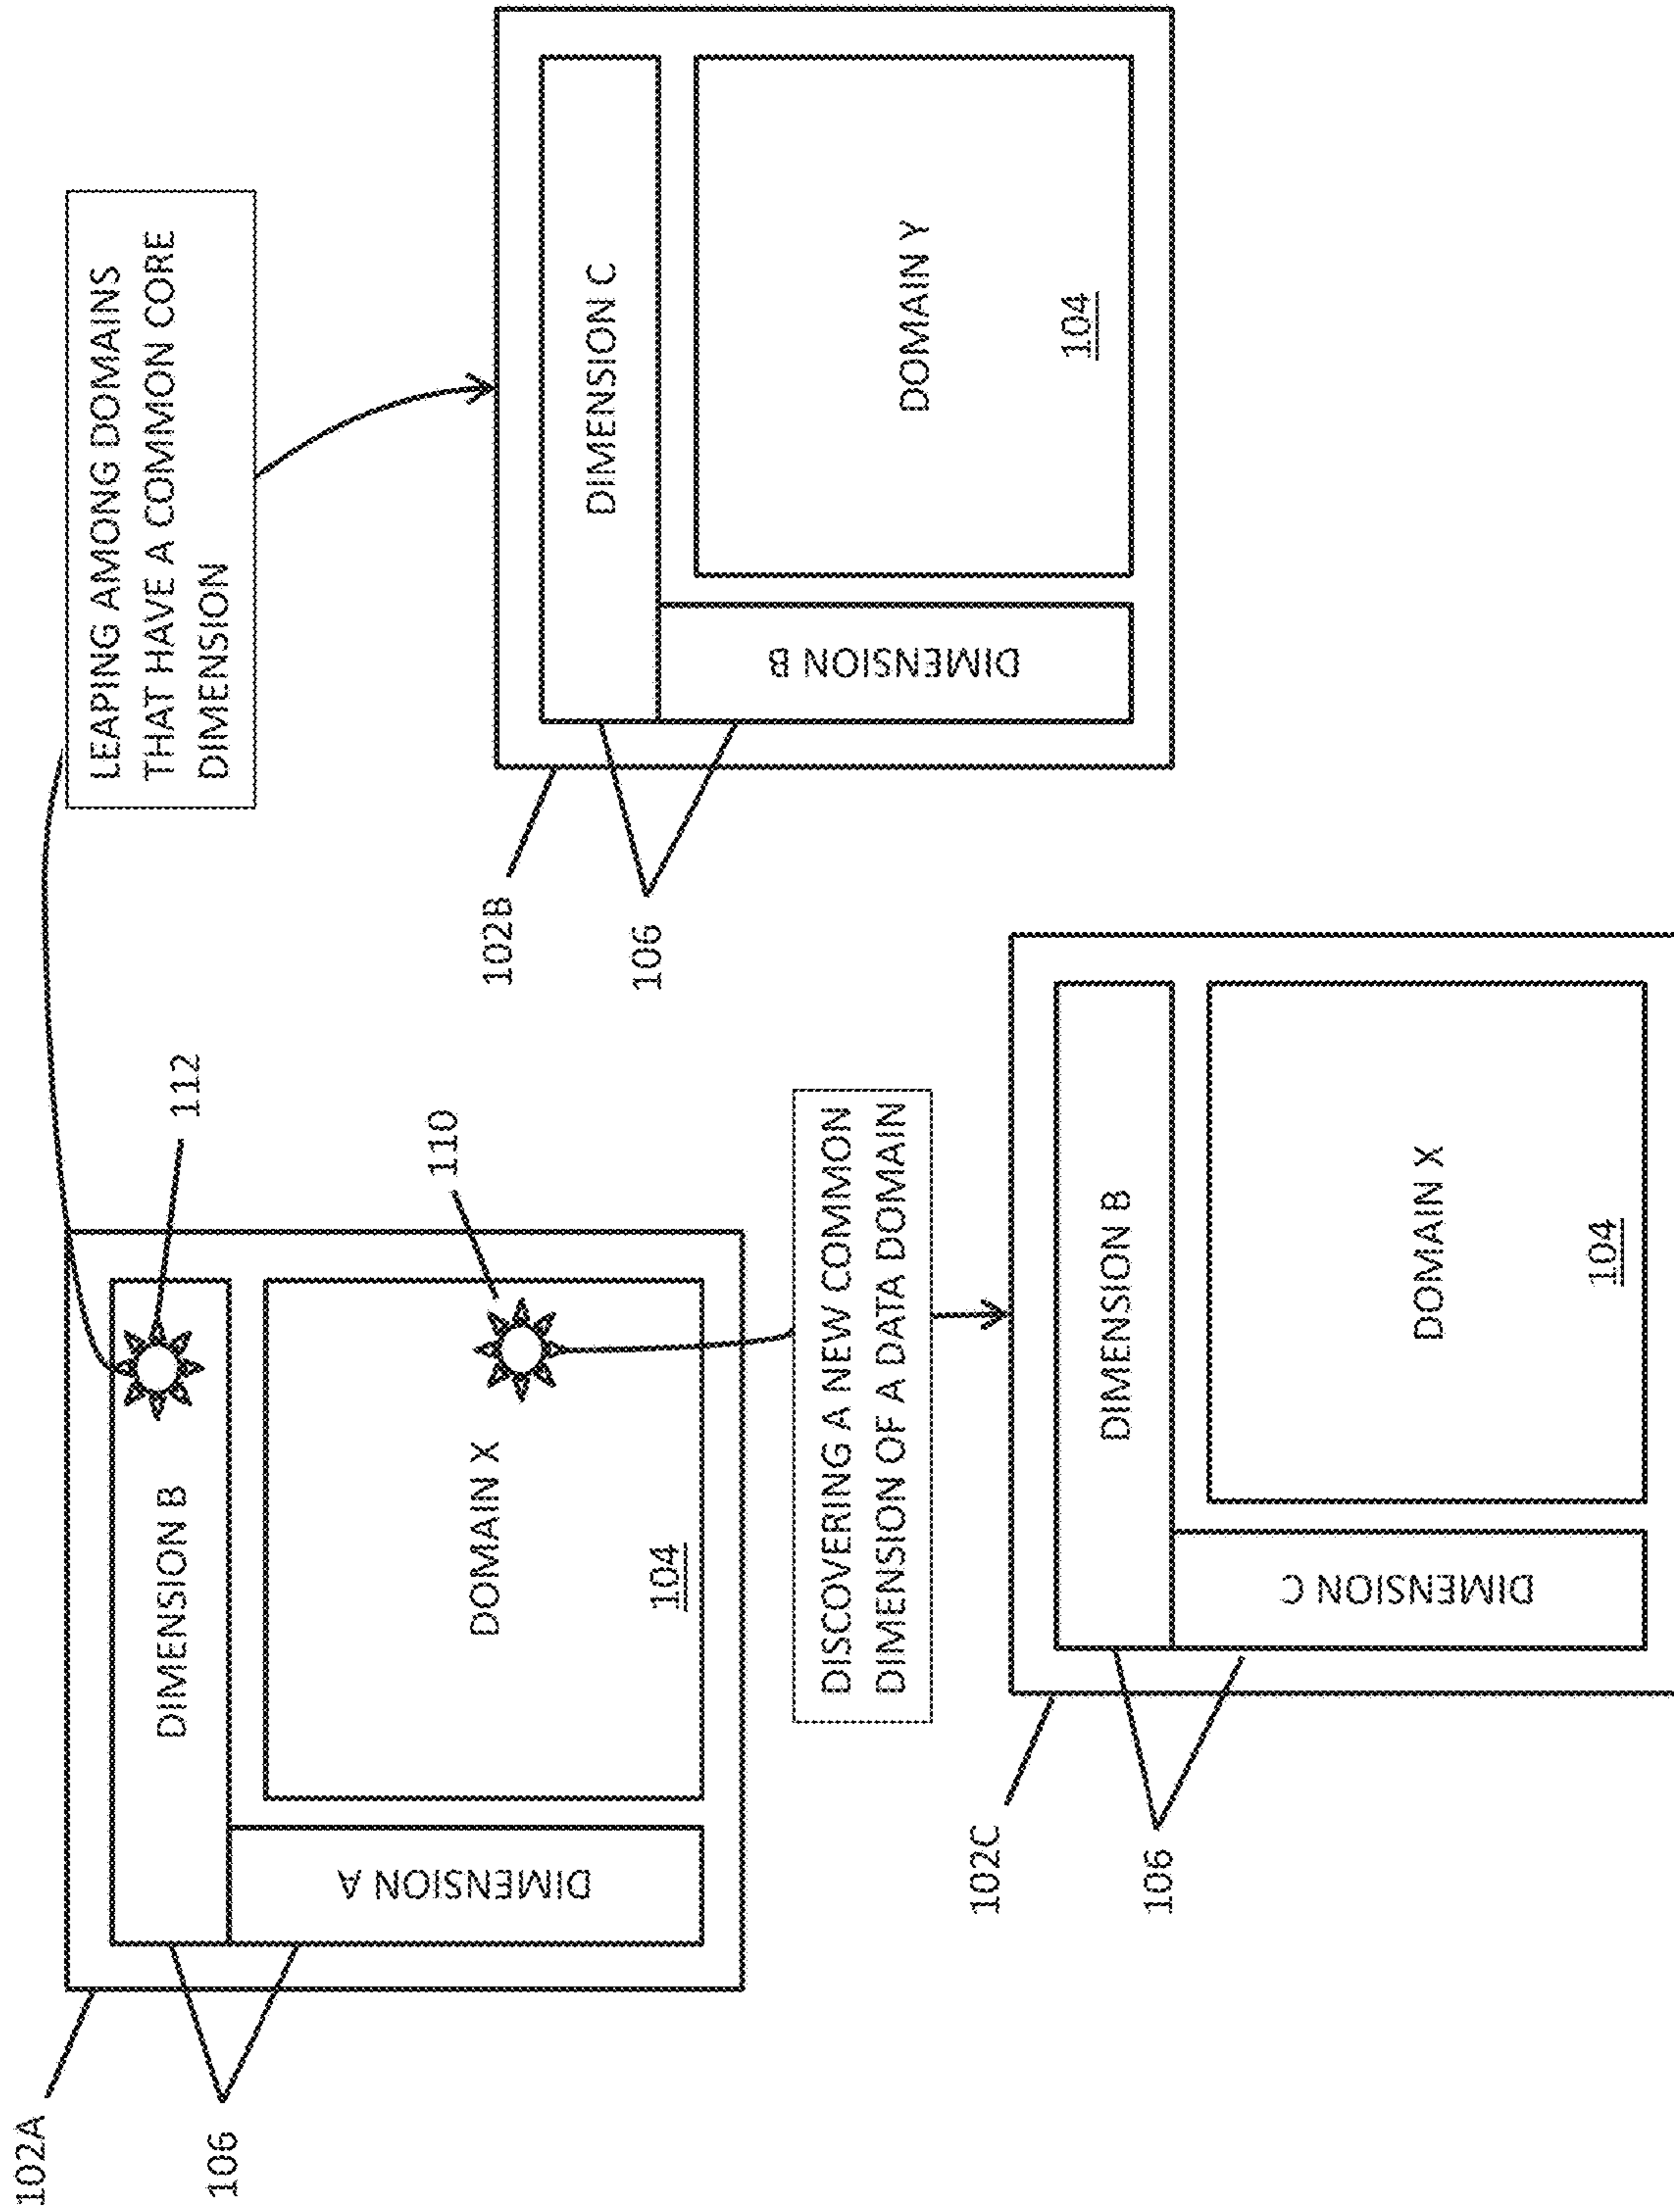 102A
106
DIMENSION B
112
DIMENSION A
DOMAIN X
104
110
LEAPING AMONG DOMAINS
THAT HAVE A COMMON CORE
DIMENSION
102B
106
DIMENSION C
DIMENSION B
DOMAIN Y
104
DISCOVERING A NEW COMMON
DIMENSION OF A DATA DOMAIN
102C
106
DIMENSION B
DIMENSION C
DOMAIN X
104